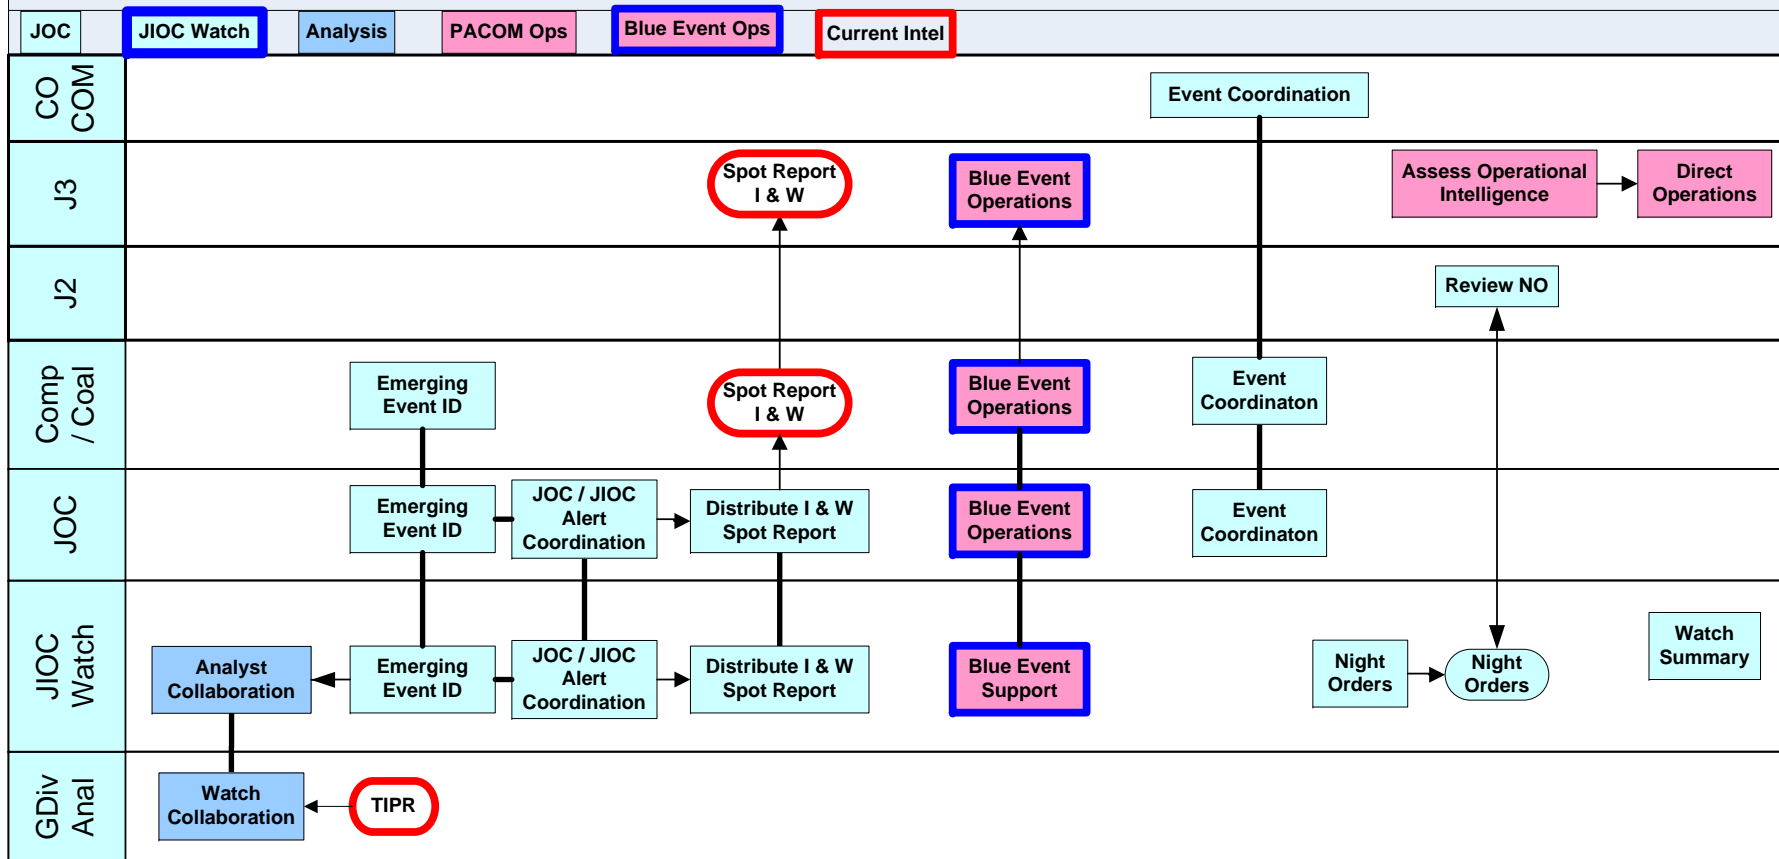 JOC
JIOC Watch
Analysis
PACOM Ops
Blue Event Ops
Current Intel
CO
COM
Event Coordination
J3
Spot Report
I & W
Blue Event
Operations
Assess Operational
Intelligence
Direct
Operations
J2
Review NO
Comp
/ Coal
Emerging
Event ID
Spot Report
I & W
Blue Event
Operations
Event
Coordinaton
JOC
Emerging
Event ID
JOC / JIOC
Alert
Coordination
Distribute I & W
Spot Report
Blue Event
Operations
Event
Coordinaton
JIOC
Watch
Analyst
Collaboration
Emerging
Event ID
JOC / JIOC
Alert
Coordination
Distribute I & W
Spot Report
Blue Event
Support
Night
Orders
Night
Orders
Watch
Summary
GDiv
Anal
Watch
Collaboration
TIPR